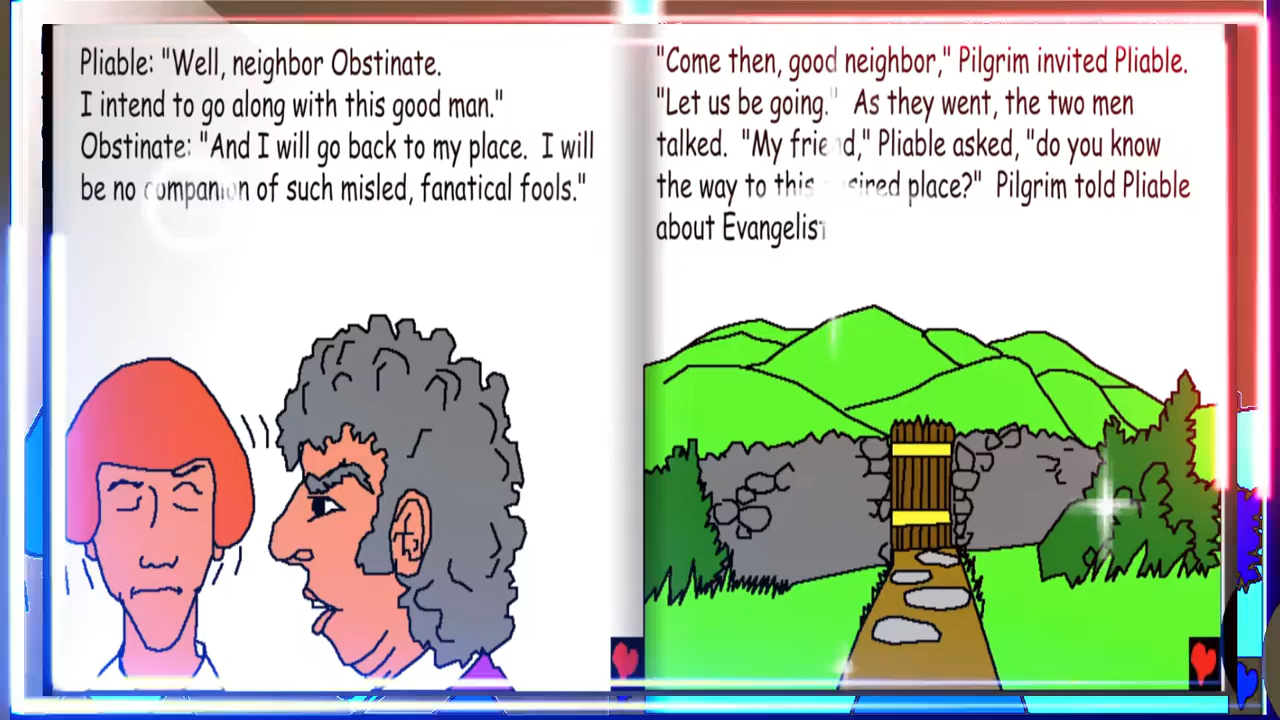 Pliable: "Well, neighbor Obstinate.
I intend to go along with this good man."
Obstinate: "And I will go back to my place. I will
be no companion of such misled, fanatical fools."
"Come then, good neighbor," Pilgrim invited Pliable.
"Let us be going." As they went, the two men
talked. "My friend," Pliable asked, "do you know
the way to this desired place?" Pilgrim told Pliable
about Evangelist